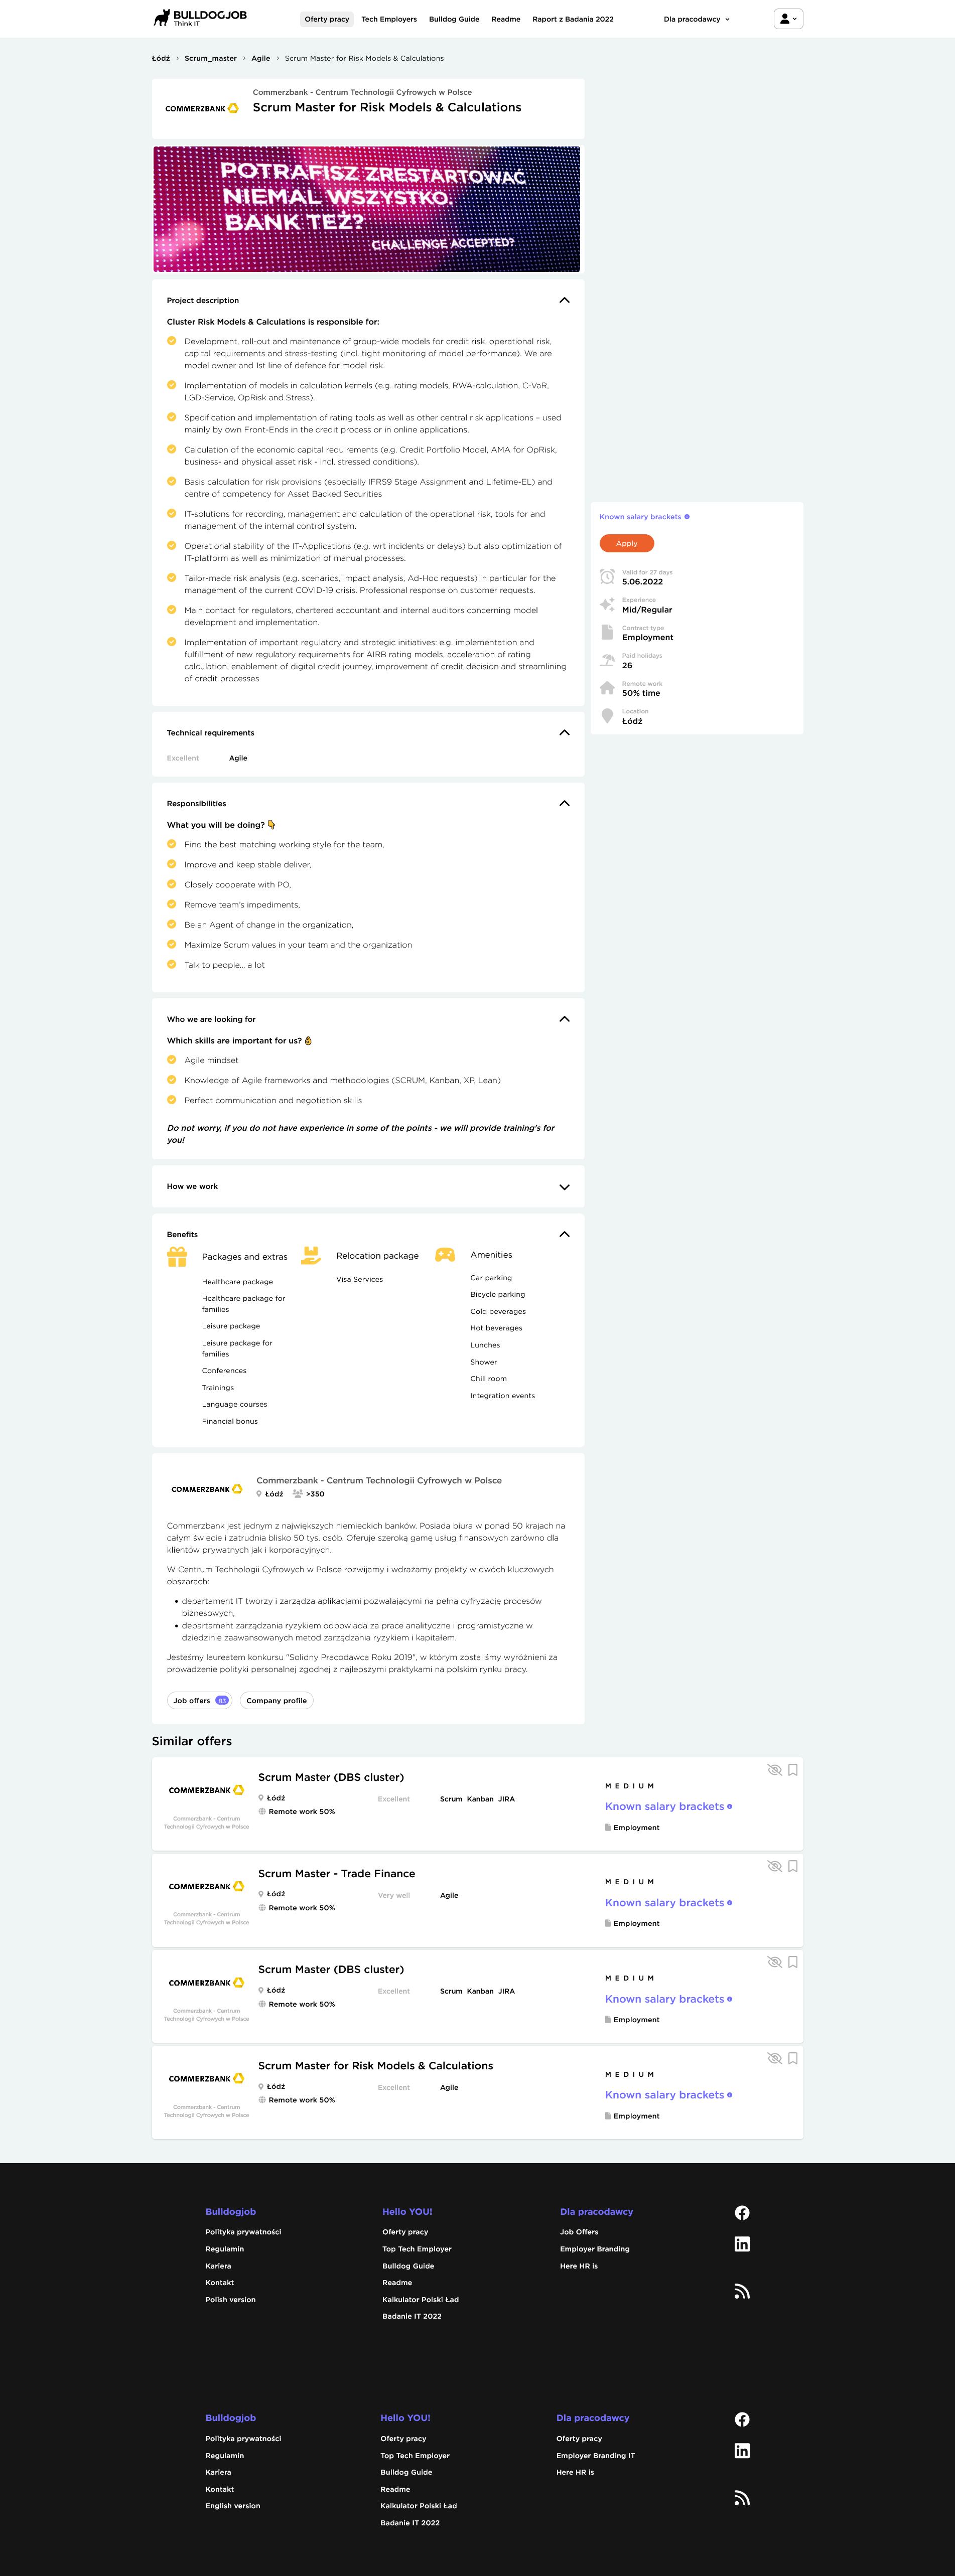 BULLDOGJOB
Think IT
Oferty pracy
Tech Employers
Bulldog Guide
Readme
Raport z Badania 2022
Dla pracodawcy
Łódź > Scrum_master > Agile > Scrum Master for Risk Models & Calculations
COMMERZBANK
Commerzbank - Centrum Technologii Cyfrowych w Polsce
Scrum Master for Risk Models & Calculations
POTRAFISZ ZRESTARTOWAĆ
NIEMAL WSZYSTKO.
BANK TEŻ?
CHALLENGE ACCEPTED?
Project description
Cluster Risk Models & Calculations is responsible for:
Development, roll-out and maintenance of group-wide models for credit risk, operational risk,
capital requirements and stress-testing (incl. tight monitoring of model performance). We are
model owner and 1st line of defence for model risk.
Implementation of models in calculation kernels (e.g. rating models, RWA-calculation, C-VaR,
LGD-Service, OpRisk and Stress).
Specification and implementation of rating tools as well as other central risk applications – used
mainly by own Front-Ends in the credit process or in online applications.
Calculation of the economic capital requirements (e.g. Credit Portfolio Model, AMA for OpRisk,
business- and physical asset risk - incl. stressed conditions).
Basis calculation for risk provisions (especially IFRS9 Stage Assignment and Lifetime-EL) and
centre of competency for Asset Backed Securities
IT-solutions for recording, management and calculation of the operational risk, tools for and
management of the internal control system.
Operational stability of the IT-Applications (e.g. wrt incidents or delays) but also optimization of
IT-platform as well as minimization of manual processes.
Tailor-made risk analysis (e.g. scenarios, impact analysis, Ad-Hoc requests) in particular for the
management of the current COVID-19 crisis. Professional response on customer requests.
Main contact for regulators, chartered accountant and internal auditors concerning model
development and implementation.
Implementation of important regulatory and strategic initiatives: e.g. implementation and
fulfillment of new regulatory requirements for AIRB rating models, acceleration of rating
calculation, enablement of digital credit journey, improvement of credit decision and streamlining
of credit processes
Known salary brackets
Apply
Valid for 27 days
5.06.2022
Experience
Mid/Regular
Contract type
Employment
Paid holidays
26
Remote work
50% time
Location
Łódź
Technical requirements
Excellent
Agile
Responsibilities
What you will be doing? 👇
Find the best matching working style for the team,
Improve and keep stable deliver,
Closely cooperate with PO,
Remove team's impediments,
Be an Agent of change in the organization,
Maximize Scrum values in your team and the organization
Talk to people... a lot
Who we are looking for
Which skills are important for us? 👌
Agile mindset
Knowledge of Agile frameworks and methodologies (SCRUM, Kanban, XP, Lean)
Perfect communication and negotiation skills
Do not worry, if you do not have experience in some of the points - we will provide training's for
you!
How we work
Benefits
Packages and extras
Healthcare package
Healthcare package for
families
Leisure package
Leisure package for
families
Conferences
Trainings
Language courses
Financial bonus
Relocation package
Visa Services
Amenities
Car parking
Bicycle parking
Cold beverages
Hot beverages
Lunches
Shower
Chill room
Integration events
COMMERZBANK
Commerzbank - Centrum Technologii Cyfrowych w Polsce
Łódź
>350
Commerzbank jest jednym z największych niemieckich banków. Posiada biura w ponad 50 krajach na
całym świecie i zatrudnia blisko 50 tys. osób. Oferuje szeroką gamę usług finansowych zarówno dla
klientów prywatnych jak i korporacyjnych.
W Centrum Technologii Cyfrowych w Polsce rozwijamy i wdrażamy projekty w dwóch kluczowych
obszarach:
• departament IT tworzy i zarządza aplikacjami pozwalającymi na pełną cyfryzację procesów
biznesowych,
• departament zarządzania ryzykiem odpowiada za prace analityczne i programistyczne w
dziedzinie zaawansowanych metod zarządzania ryzykiem i kapitałem.
Jesteśmy laureatem konkursu "Solidny Pracodawca Roku 2019", w którym zostaliśmy wyróżnieni za
prowadzenie polityki personalnej zgodnej z najlepszymi praktykami na polskim rynku pracy.
Job offers 83
Company profile
Similar offers
COMMERZBANK
Commerzbank - Centrum
Technologii Cyfrowych w Polsce
Scrum Master (DBS cluster)
Łódź
Remote work 50%
Excellent
Scrum Kanban JIRA
MEDIUM
Known salary brackets
Employment
COMMERZBANK
Commerzbank - Centrum
Technologii Cyfrowych w Polsce
Scrum Master - Trade Finance
Łódź
Remote work 50%
Very well
Agile
MEDIUM
Known salary brackets
Employment
COMMERZBANK
Commerzbank - Centrum
Technologii Cyfrowych w Polsce
Scrum Master (DBS cluster)
Łódź
Remote work 50%
Excellent
Scrum Kanban JIRA
MEDIUM
Known salary brackets
Employment
COMMERZBANK
Commerzbank - Centrum
Technologii Cyfrowych w Polsce
Scrum Master for Risk Models & Calculations
Łódź
Remote work 50%
Excellent
Agile
MEDIUM
Known salary brackets
Employment
Bulldogjob
Polityka prywatności
Regulamin
Kariera
Kontakt
Polish version
Hello YOU!
Oferty pracy
Top Tech Employer
Bulldog Guide
Readme
Kalkulator Polski Ład
Badanie IT 2022
Dla pracodawcy
Job Offers
Employer Branding
Here HR is
Bulldogjob
Polityka prywatności
Regulamin
Kariera
Kontakt
English version
Hello YOU!
Oferty pracy
Top Tech Employer
Bulldog Guide
Readme
Kalkulator Polski Ład
Badanie IT 2022
Dla pracodawcy
Oferty pracy
Employer Branding IT
Here HR is